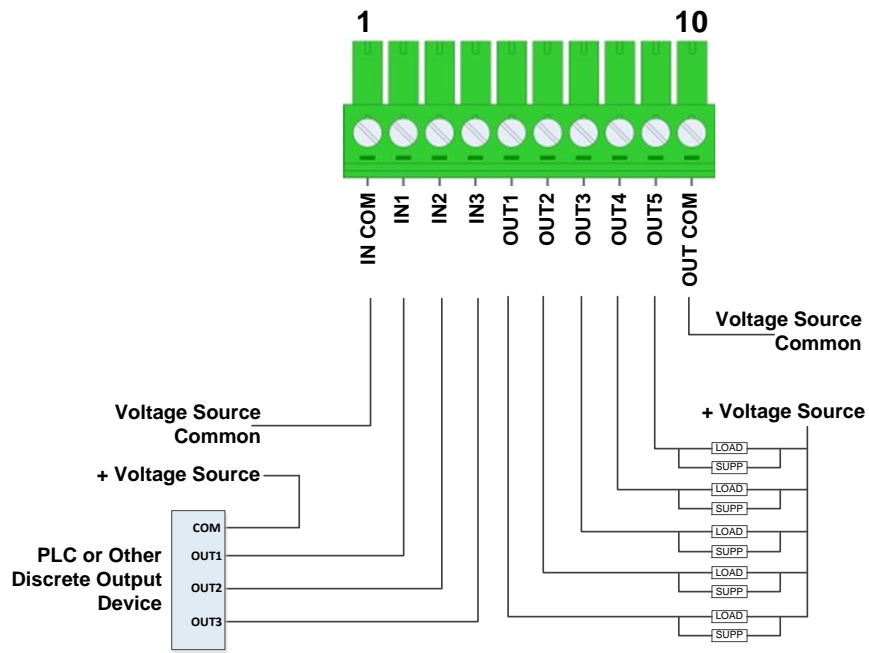 1 10
IN COM IN1 IN2 IN3 OUT1 OUT2 OUT3 OUT4 OUT5 OUT COM
Voltage Source
Common
Voltage Source
Common
+ Voltage Source
+ Voltage Source
PLC or Other
Discrete Output
Device
COM
OUT1
OUT2
OUT3
LOAD
SUPP
LOAD
SUPP
LOAD
SUPP
LOAD
SUPP
LOAD
SUPP